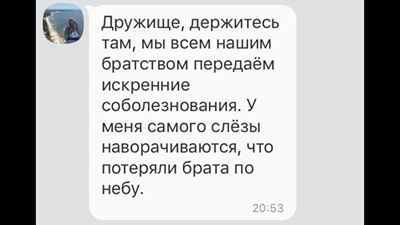 Дружище, держитесь
там, мы всем нашим
братством передаём
искренние
соболезнования. У
меня самого слёзы
наворачиваются, что
потеряли брата по
небу.
20:53